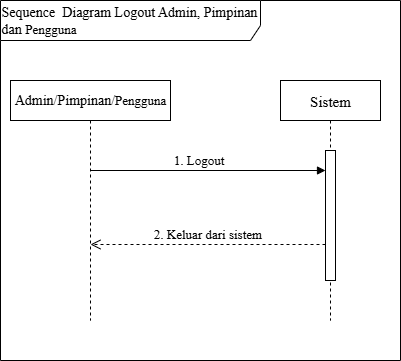 Sequence Diagram Logout Admin, Pimpinan
dan Pengguna
Admin/Pimpinan/Pengguna
Sistem
1. Logout
2. Keluar dari sistem